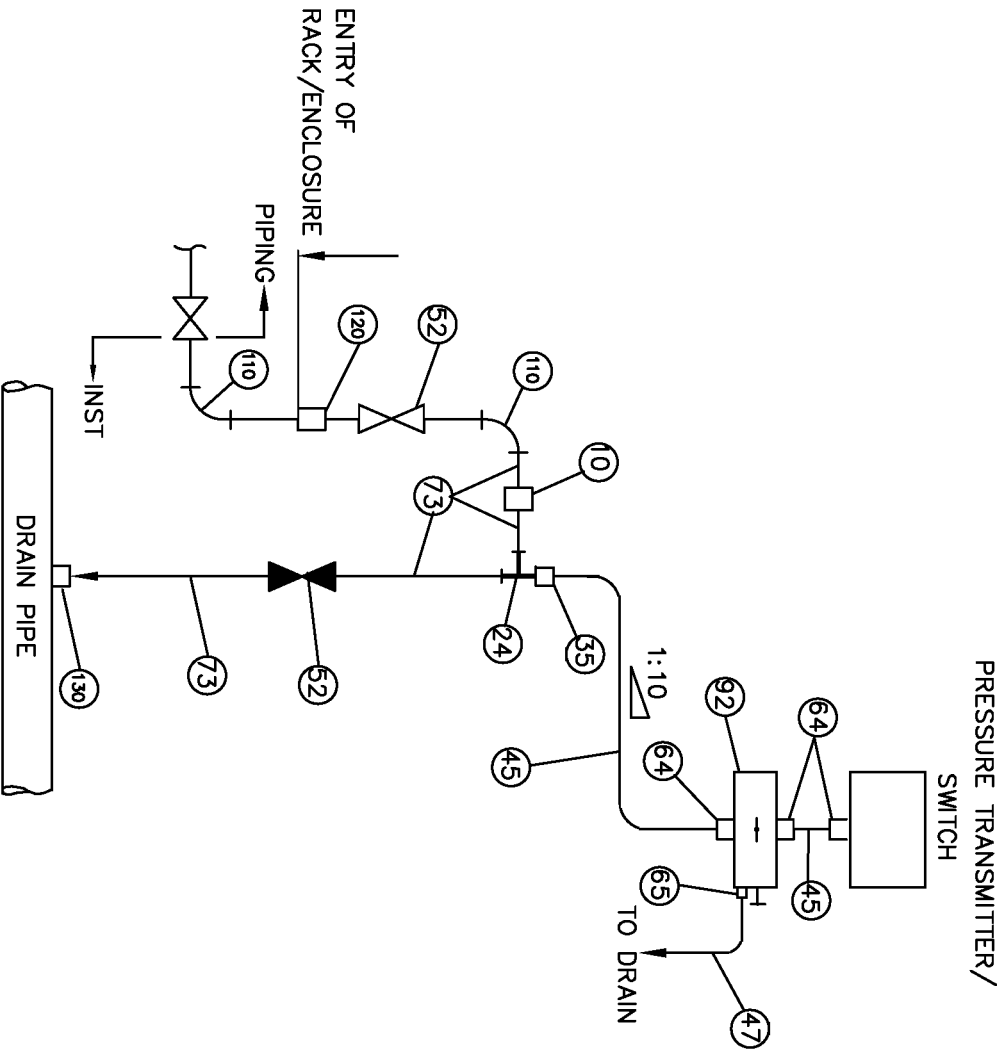 PRESSURE TRANSMITTER/
SWITCH
64
92
45
1:10
64
65
TO DRAIN
47
45
35
24
10
110
52
120
73
ENTRY OF
RACK/ENCLOSURE
PIPING
INST
110
52
73
130
DRAIN PIPE